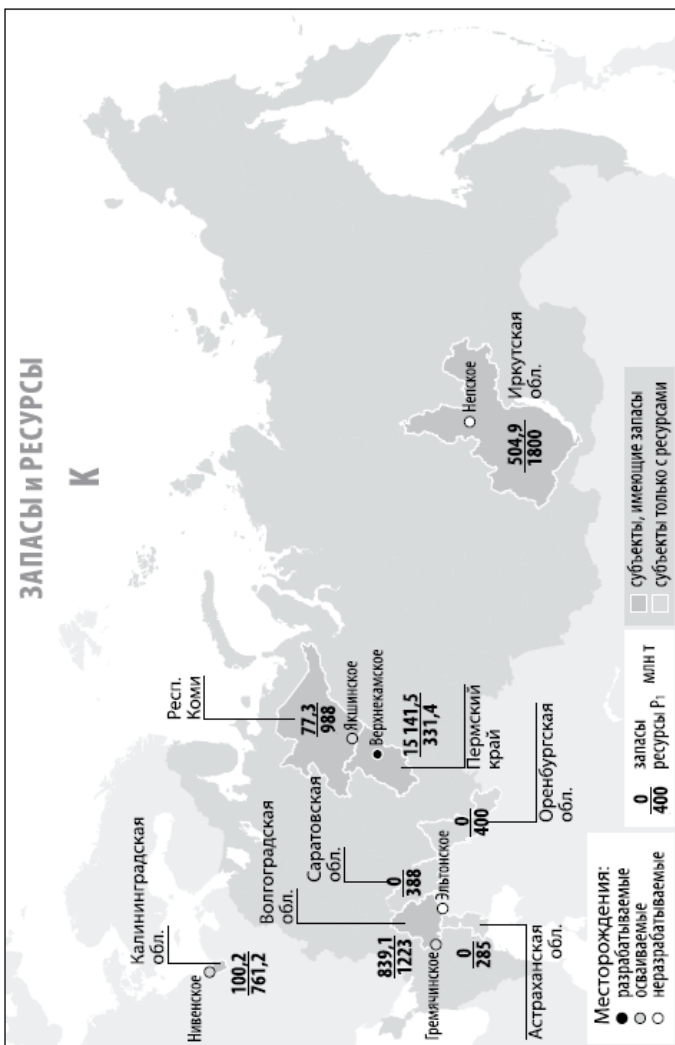 ЗАПАСЫ и РЕСУРСЫ
К
Калининградская
обл.
Нивенское
100,2
761,2
Респ.
Коми
77,3
988
Якшинское
Верхнекамское
15 141,5
331,4
Пермский
край
Волгоградская
обл.
Саратовская
обл.
0
388
839,1
1223
Гремячинское
Эльтонское
0
285
Астраханская
обл.
0
400
Оренбургская
обл.
Непское
504,9
1800
Иркутская
обл.
Месторождения:
разрабатываемые
осваиваемые
неразрабатываемые
0 запасы
400 ресурсы P₁ млн т
субъекты, имеющие запасы
субъекты только с ресурсами